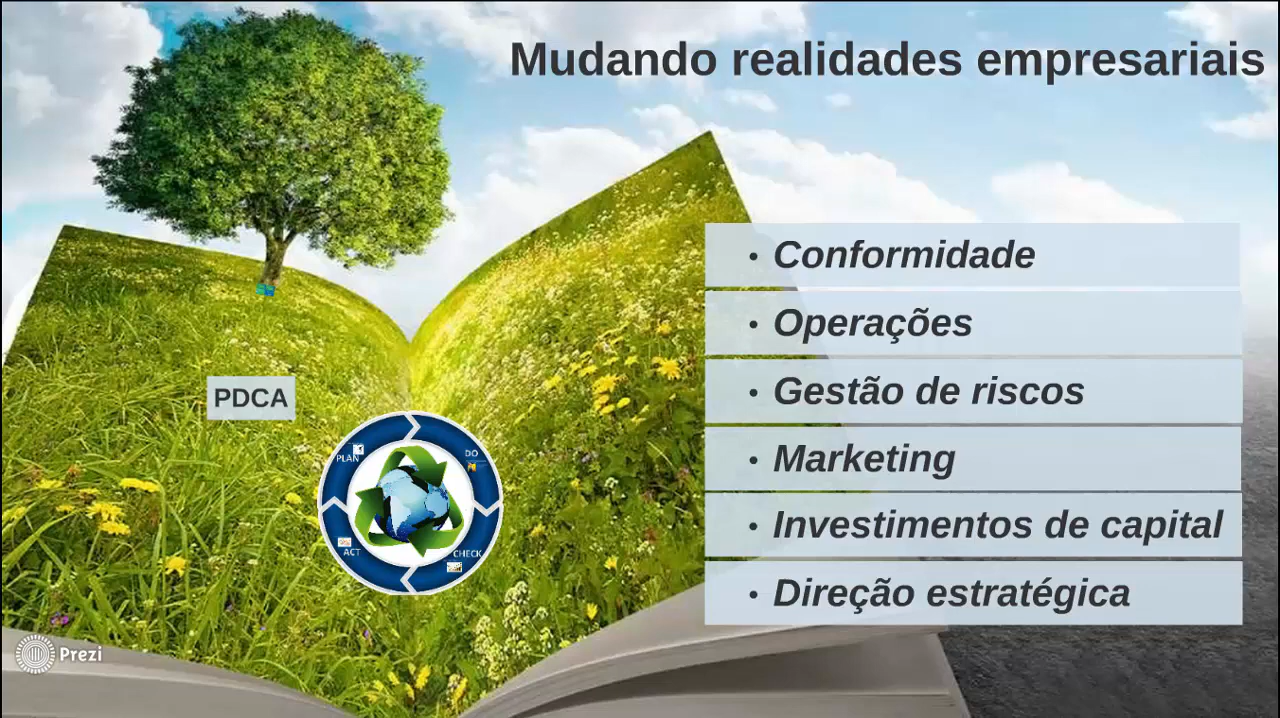 Mudando realidades empresariais
• Conformidade
• Operações
• Gestão de riscos
• Marketing
• Investimentos de capital
• Direção estratégica
PDCA
PLAN
DO
ACT
CHECK
Prezi